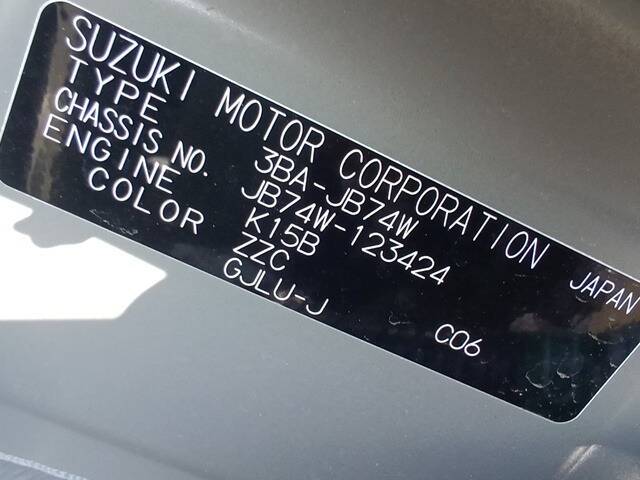 SUZUKI MOTOR CORPORATION JAPAN
TYPE 3BA-JB74W
CHASSIS NO. JB74W-123424
ENGINE K15B
COLOR ZZC
GJLU-J C06